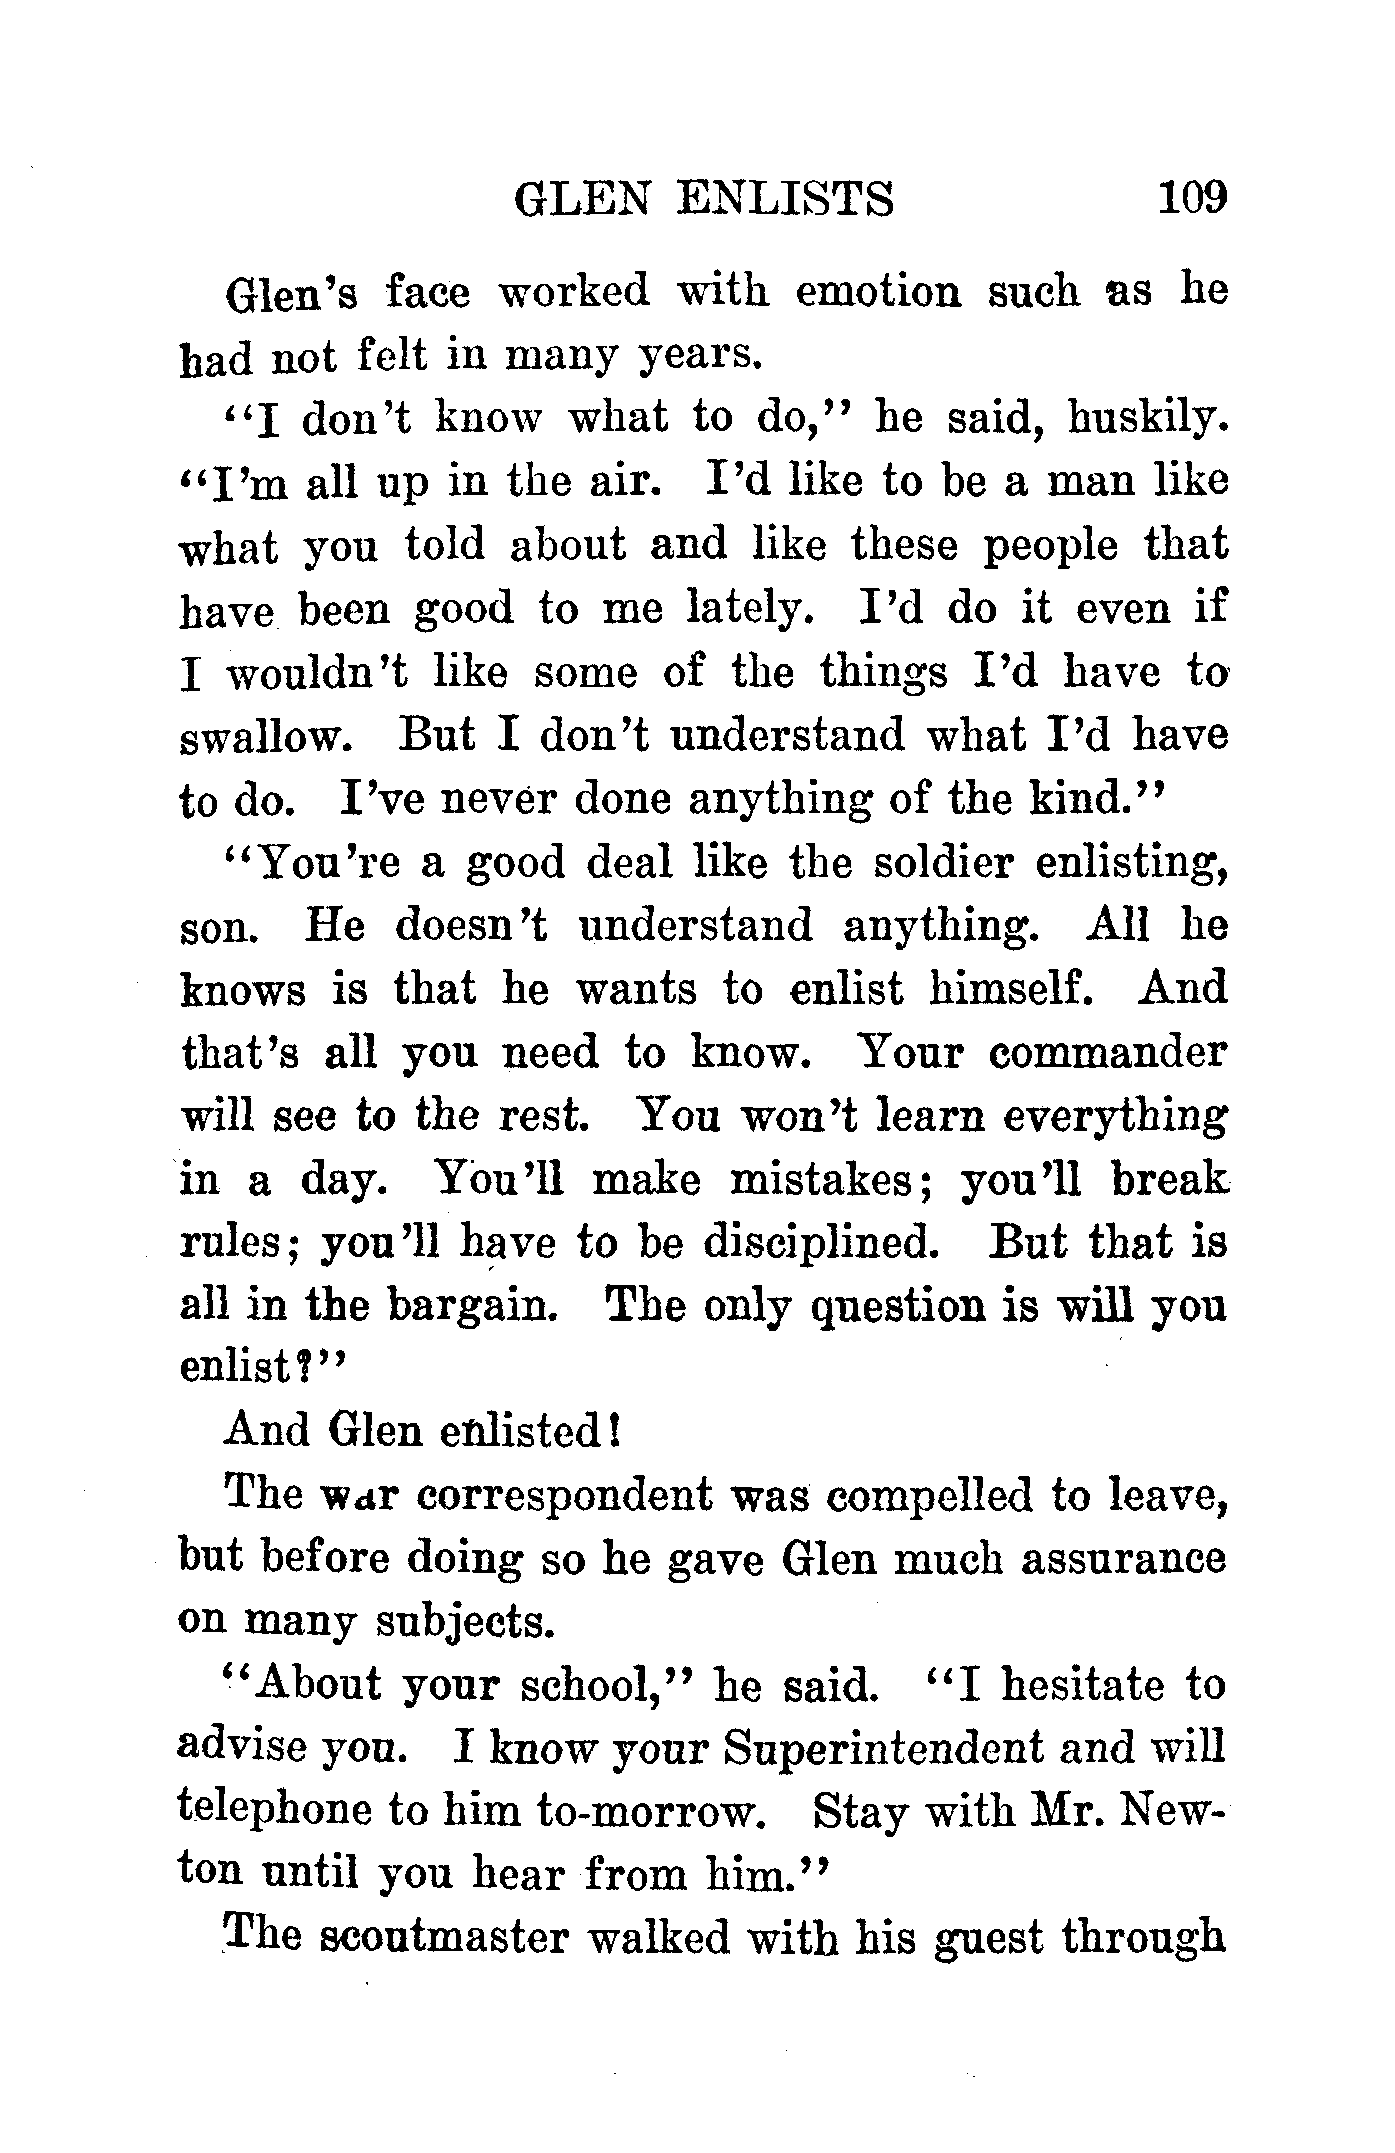 GLEN ENLISTS 109
Glen's face worked with emotion such as he
had not felt in many years.
"I don't know what to do," he said, huskily.
"I'm all up in the air. I'd like to be a man like
what you told about and like these people that
have been good to me lately. I'd do it even if
I wouldn't like some of the things I'd have to
swallow. But I don't understand what I'd have
to do. I've never done anything of the kind."
"You're a good deal like the soldier enlisting,
son. He doesn't understand anything. All he
knows is that he wants to enlist himself. And
that's all you need to know. Your commander
will see to the rest. You won't learn everything
in a day. You'll make mistakes; you'll break
rules; you'll have to be disciplined. But that is
all in the bargain. The only question is will you
enlist?"
And Glen enlisted!
The war correspondent was compelled to leave,
but before doing so he gave Glen much assurance
on many subjects.
"About your school," he said. "I hesitate to
advise you. I know your Superintendent and will
telephone to him to-morrow. Stay with Mr. New-
ton until you hear from him."
The scoutmaster walked with his guest through